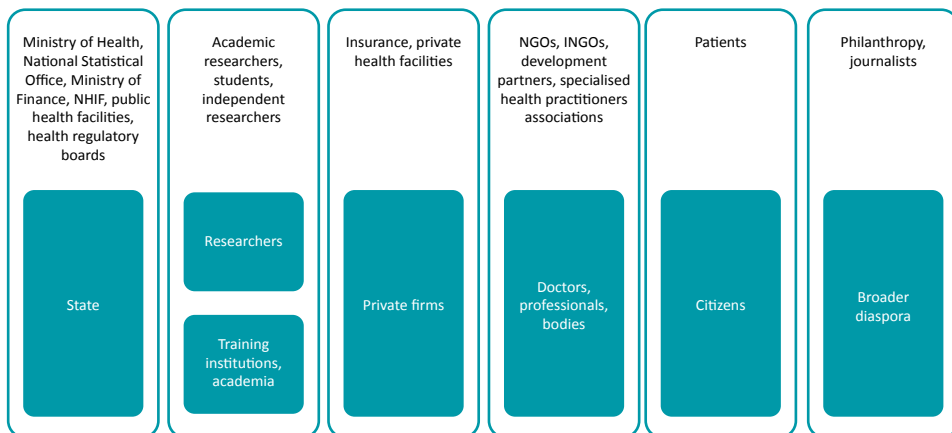 Ministry of Health,
National Statistical
Office, Ministry of
Finance, NHIF, public
health facilities,
health regulatory
boards
State
Academic
researchers,
students,
independent
researchers
Researchers
Training
institutions,
academia
Insurance, private
health facilities
Private firms
NGOs, INGOs,
development
partners, specialised
health practitioners
associations
Doctors,
professionals,
bodies
Patients
Citizens
Philanthropy,
journalists
Broader
diaspora